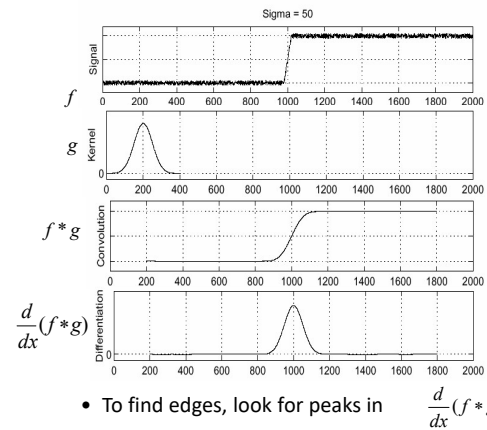 Sigma = 50
Signal
f
0 200 400 600 800 1000 1200 1400 1600 1800 2000
g
Kernel
0
0 200 400 600 800 1000 1200 1400 1600 1800 2000
f * g
Convolution
0 200 400 600 800 1000 1200 1400 1600 1800 2000
d/dx (f * g)
Differentiation
0
0 200 400 600 800 1000 1200 1400 1600 1800 2000
• To find edges, look for peaks in d/dx (f *